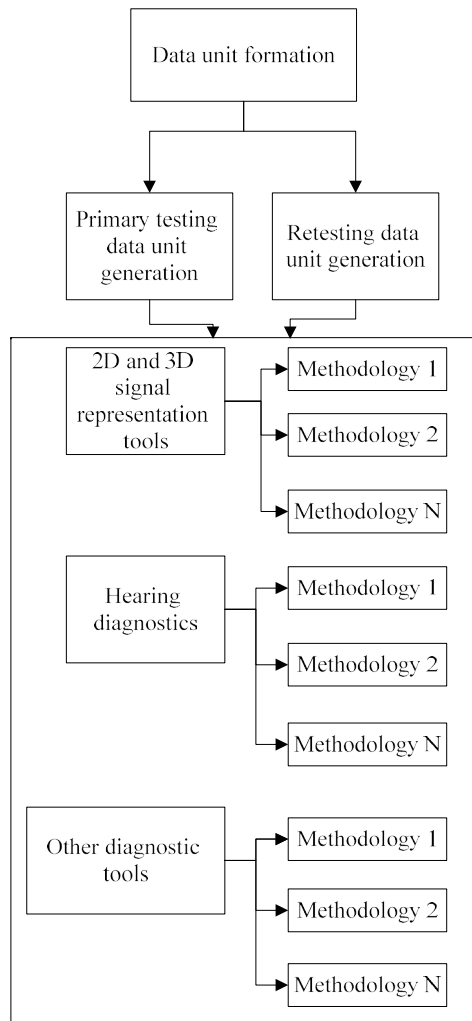 Data unit formation
Primary testing
data unit
generation
Retesting data
unit generation
2D and 3D
signal
representation
tools
Methodology 1
Methodology 2
Methodology N
Hearing
diagnostics
Methodology 1
Methodology 2
Methodology N
Other diagnostic
tools
Methodology 1
Methodology 2
Methodology N